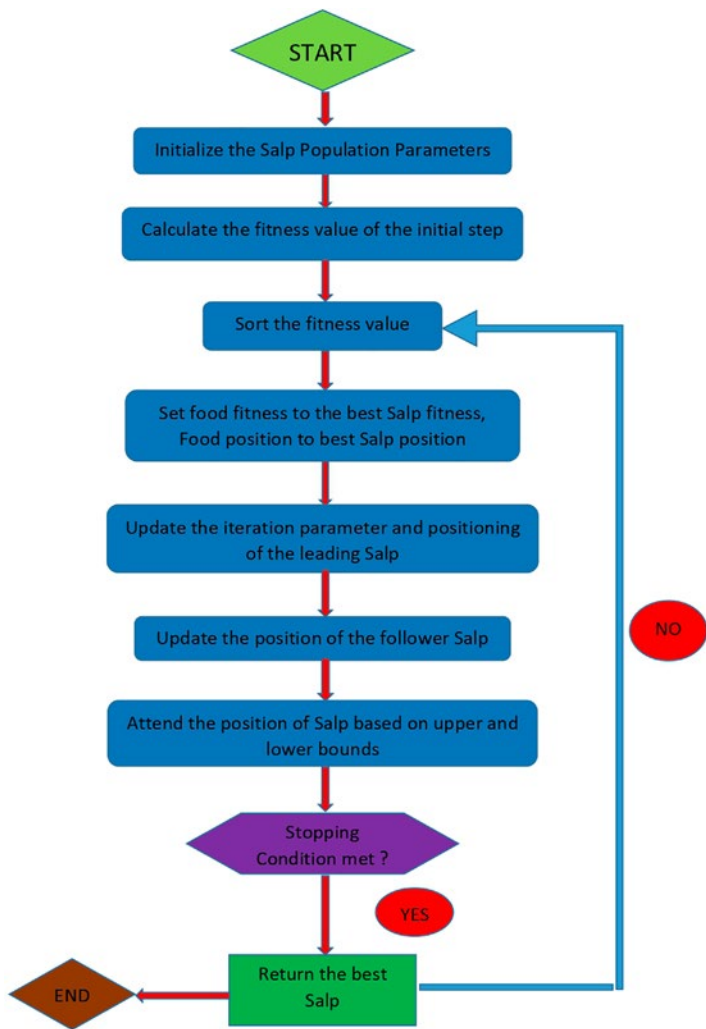 START
Initialize the Salp Population Parameters
Calculate the fitness value of the initial step
Sort the fitness value
Set food fitness to the best Salp fitness,
Food position to best Salp position
Update the iteration parameter and positioning
of the leading Salp
Update the position of the follower Salp
NO
Attend the position of Salp based on upper and
lower bounds
Stopping
Condition met ?
YES
Return the best
Salp
END